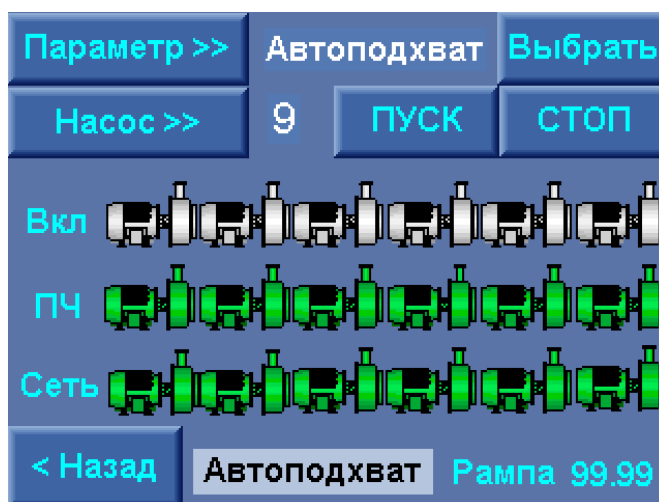 Параметр >> Автоподхват Выбрать
Насос >> 9 ПУСК СТОП
Вкл
ПЧ
Сеть
< Назад Автоподхват Рампа 99.99